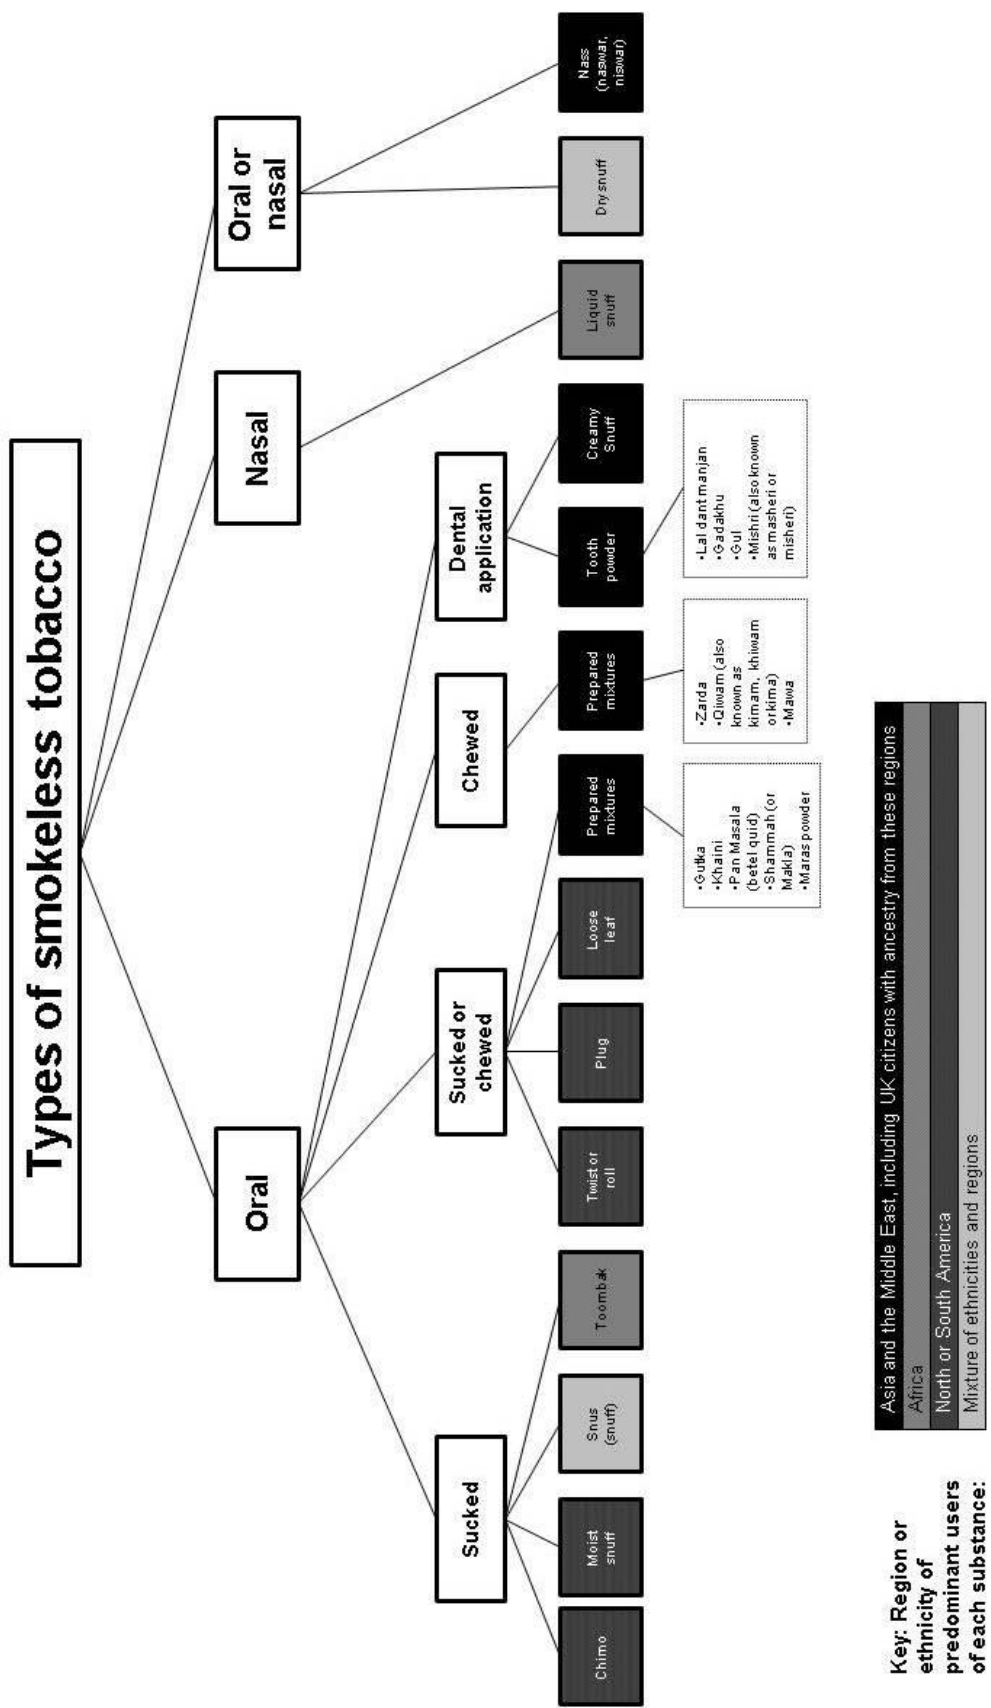 Types of smokeless tobacco
Oral
Nasal
Oral or
nasal
Sucked
Sucked or
chewed
Chewed
Dental
application
Chimo
Moist
snuff
Snus
(snuff)
Toombak
Twist or
roll
Plug
Loose
leaf
Prepared
mixtures
Prepared
mixtures
Tooth
powder
Creamy
Snuff
Liquid
snuff
Dry snuff
Nass
(naswar,
niswar)
•Gutka
•Khaini
•Pan Masala
(betel quid)
•Shammah (or
Makla)
•Maras powder
•Zarda
•Qiwam (also
known as
kimam, khiwam
or kima)
•Mawa
•Lal dant manjan
•Gadakhu
•Gul
•Mishri (also known
as masheri or
misheri)
Key: Region or
ethnicity of
predominant users
of each substance:
Asia and the Middle East, including UK citizens with ancestry from these regions
Africa
North or South America
Mixture of ethnicities and regions